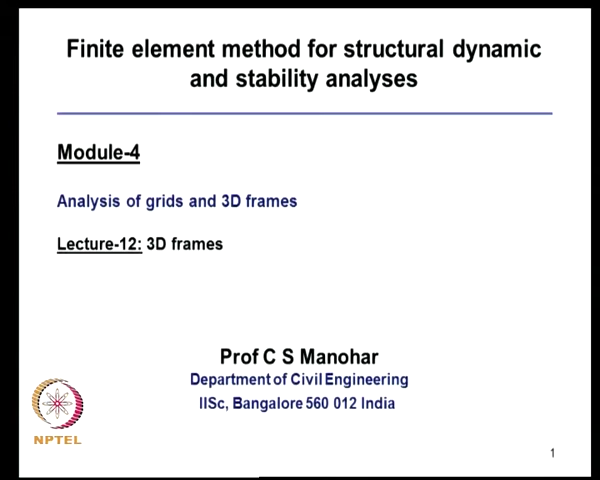 Finite element method for structural dynamic
and stability analyses
Module-4
Analysis of grids and 3D frames
Lecture-12: 3D frames
Prof C S Manohar
Department of Civil Engineering
IISc, Bangalore 560 012 India
NPTEL
1